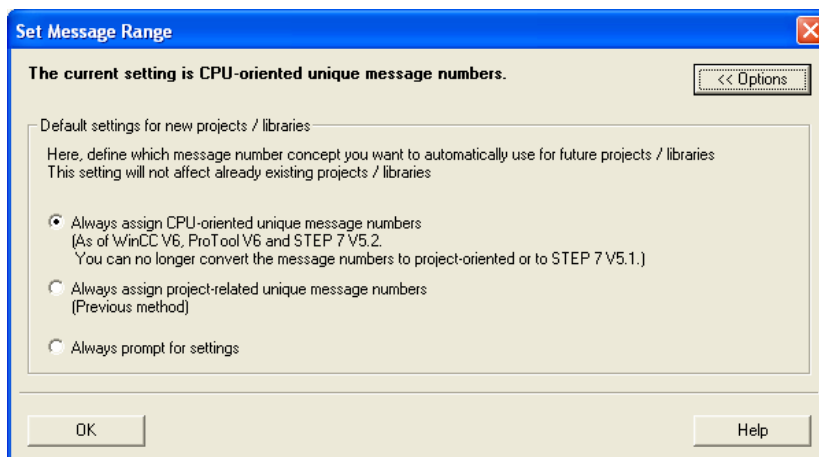 Set Message Range
The current setting is CPU-oriented unique message numbers.
<< Options
Default settings for new projects / libraries
Here, define which message number concept you want to automatically use for future projects / libraries
This setting will not affect already existing projects / libraries
Always assign CPU-oriented unique message numbers
(As of WinCC V6, ProTool V6 and STEP 7 V5.2.
You can no longer convert the message numbers to project-oriented or to STEP 7 V5.1.)
Always assign project-related unique message numbers
(Previous method)
Always prompt for settings
OK
Help